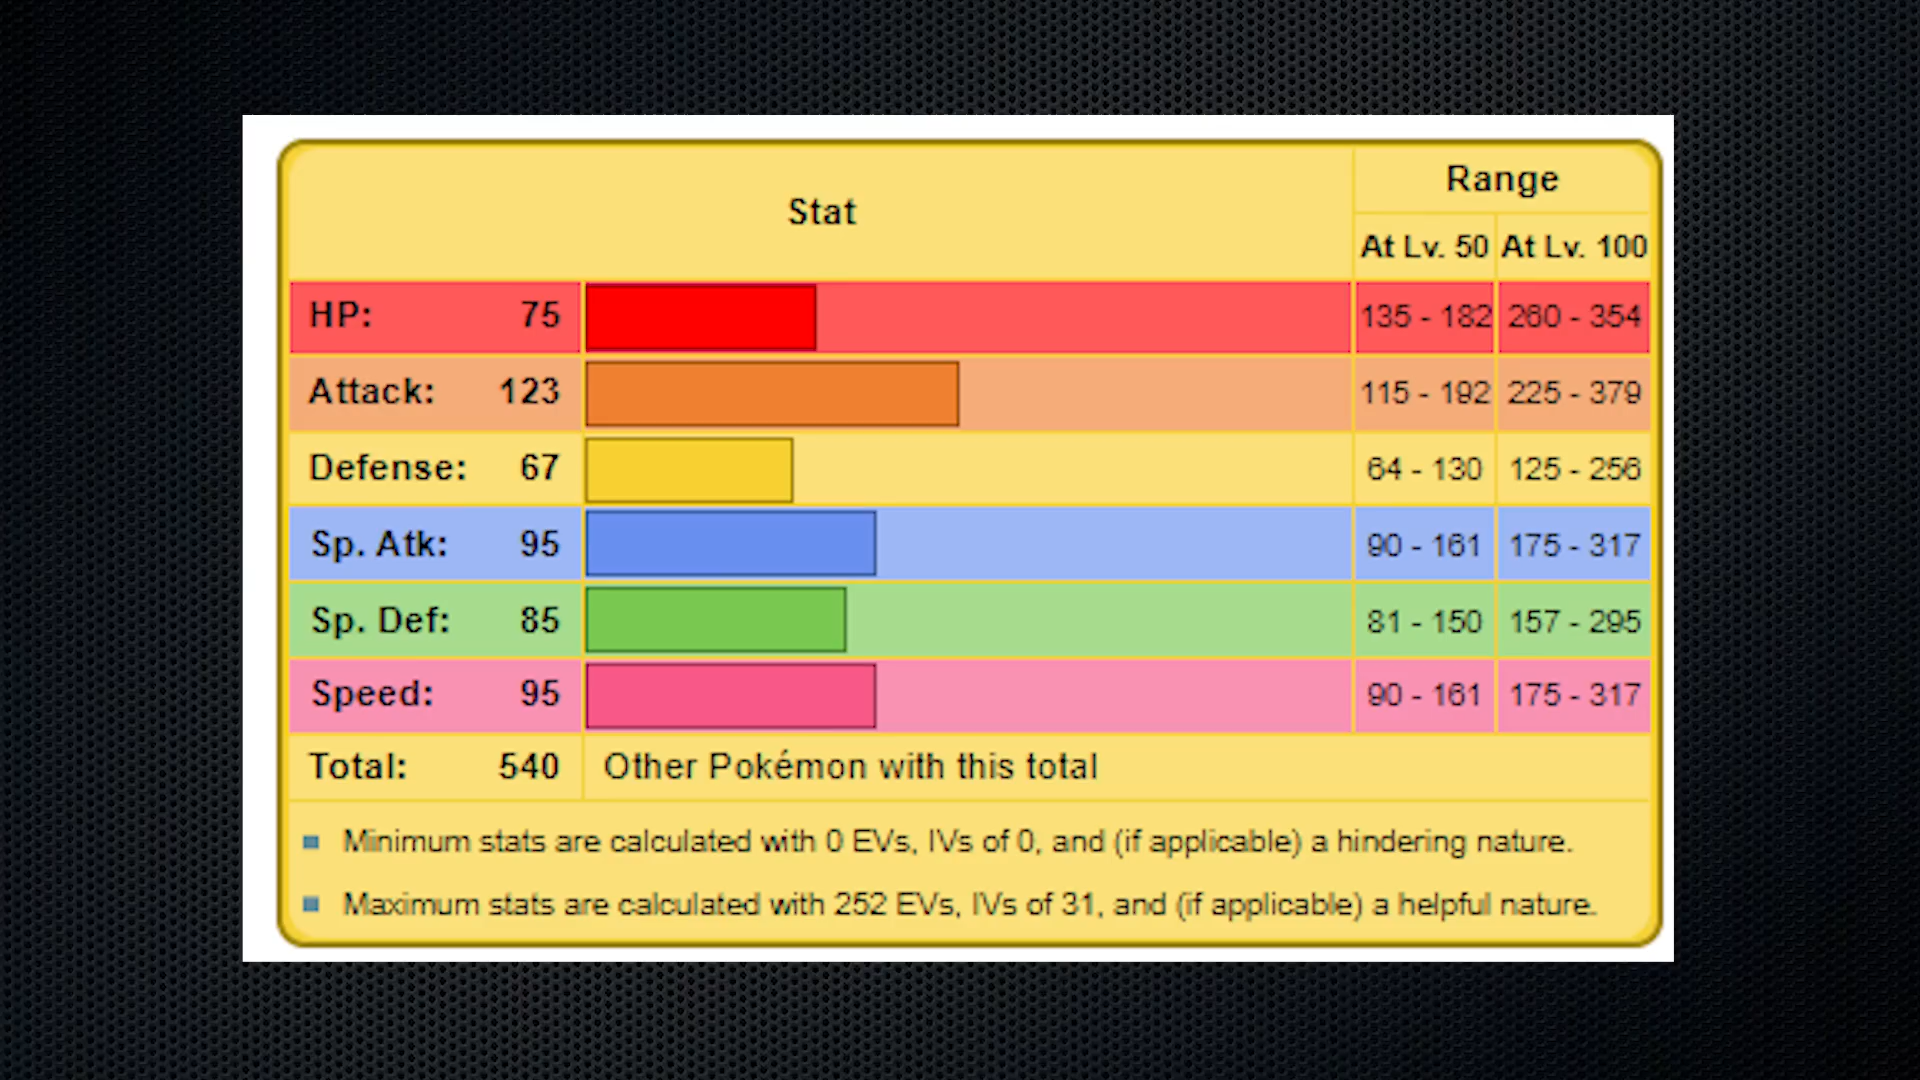 Stat
Range
At Lv. 50 At Lv. 100
HP: 75 135 - 182 260 - 354
Attack: 123 115 - 192 225 - 379
Defense: 67 64 - 130 125 - 256
Sp. Atk: 95 90 - 161 175 - 317
Sp. Def: 85 81 - 150 157 - 295
Speed: 95 90 - 161 175 - 317
Total: 540 Other Pokémon with this total
Minimum stats are calculated with 0 EVs, IVs of 0, and (if applicable) a hindering nature.
Maximum stats are calculated with 252 EVs, IVs of 31, and (if applicable) a helpful nature.